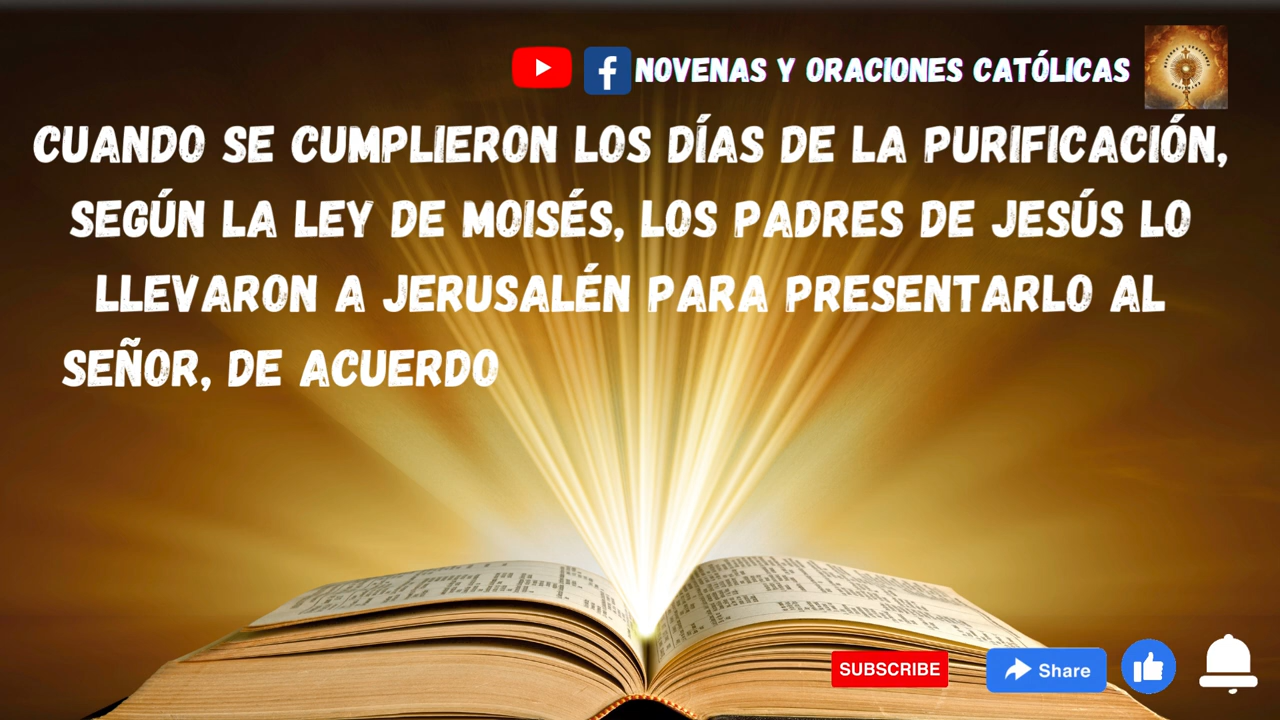 NOVENAS Y ORACIONES CATÓLICAS
CUANDO SE CUMPLIERON LOS DÍAS DE LA PURIFICACIÓN,
SEGÚN LA LEY DE MOISÉS, LOS PADRES DE JESÚS LO
LLEVARON A JERUSALÉN PARA PRESENTARLO AL
SEÑOR, DE ACUERDO
SUBSCRIBE
Share